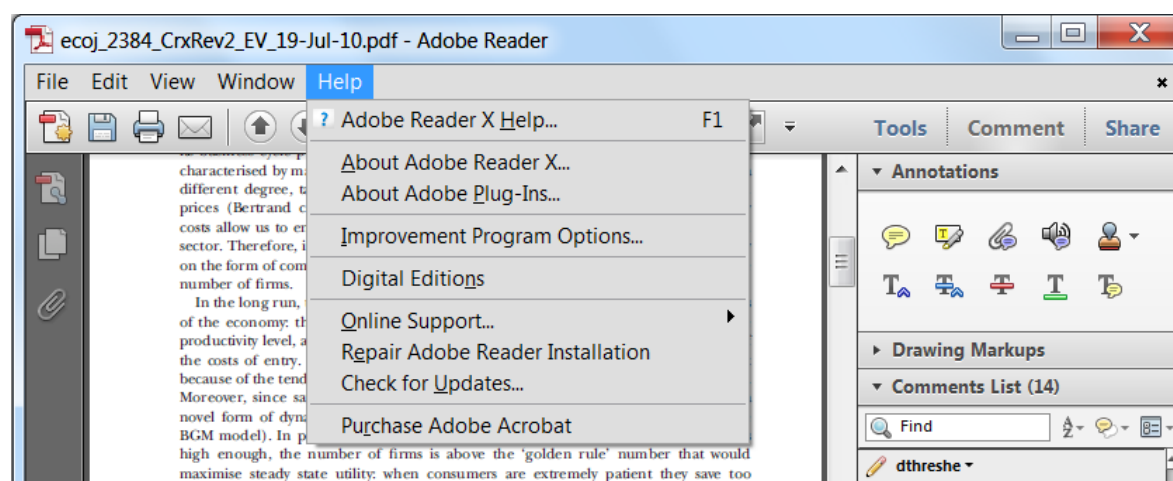 ecoj_2384_CrxRev2_EV_19-Jul-10.pdf - Adobe Reader
File Edit View Window Help
Tools Comment Share
? Adobe Reader X Help... F1
About Adobe Reader X...
About Adobe Plug-Ins...
Improvement Program Options...
Digital Editions
Online Support...
Repair Adobe Reader Installation
Check for Updates...
Purchase Adobe Acrobat
characterised by m
different degree, t
prices (Bertrand c
costs allow us to er
sector. Therefore, i
on the form of com
number of firms.
In the long run,
of the economy: th
productivity level, a
the costs of entry.
because of the tend
Moreover, since sa
novel form of dyna
BGM model). In p
high enough, the number of firms is above the 'golden rule' number that would
maximise steady state utility: when consumers are extremely patient they save too
Annotations
Drawing Markups
Comments List (14)
Find
dthreshe